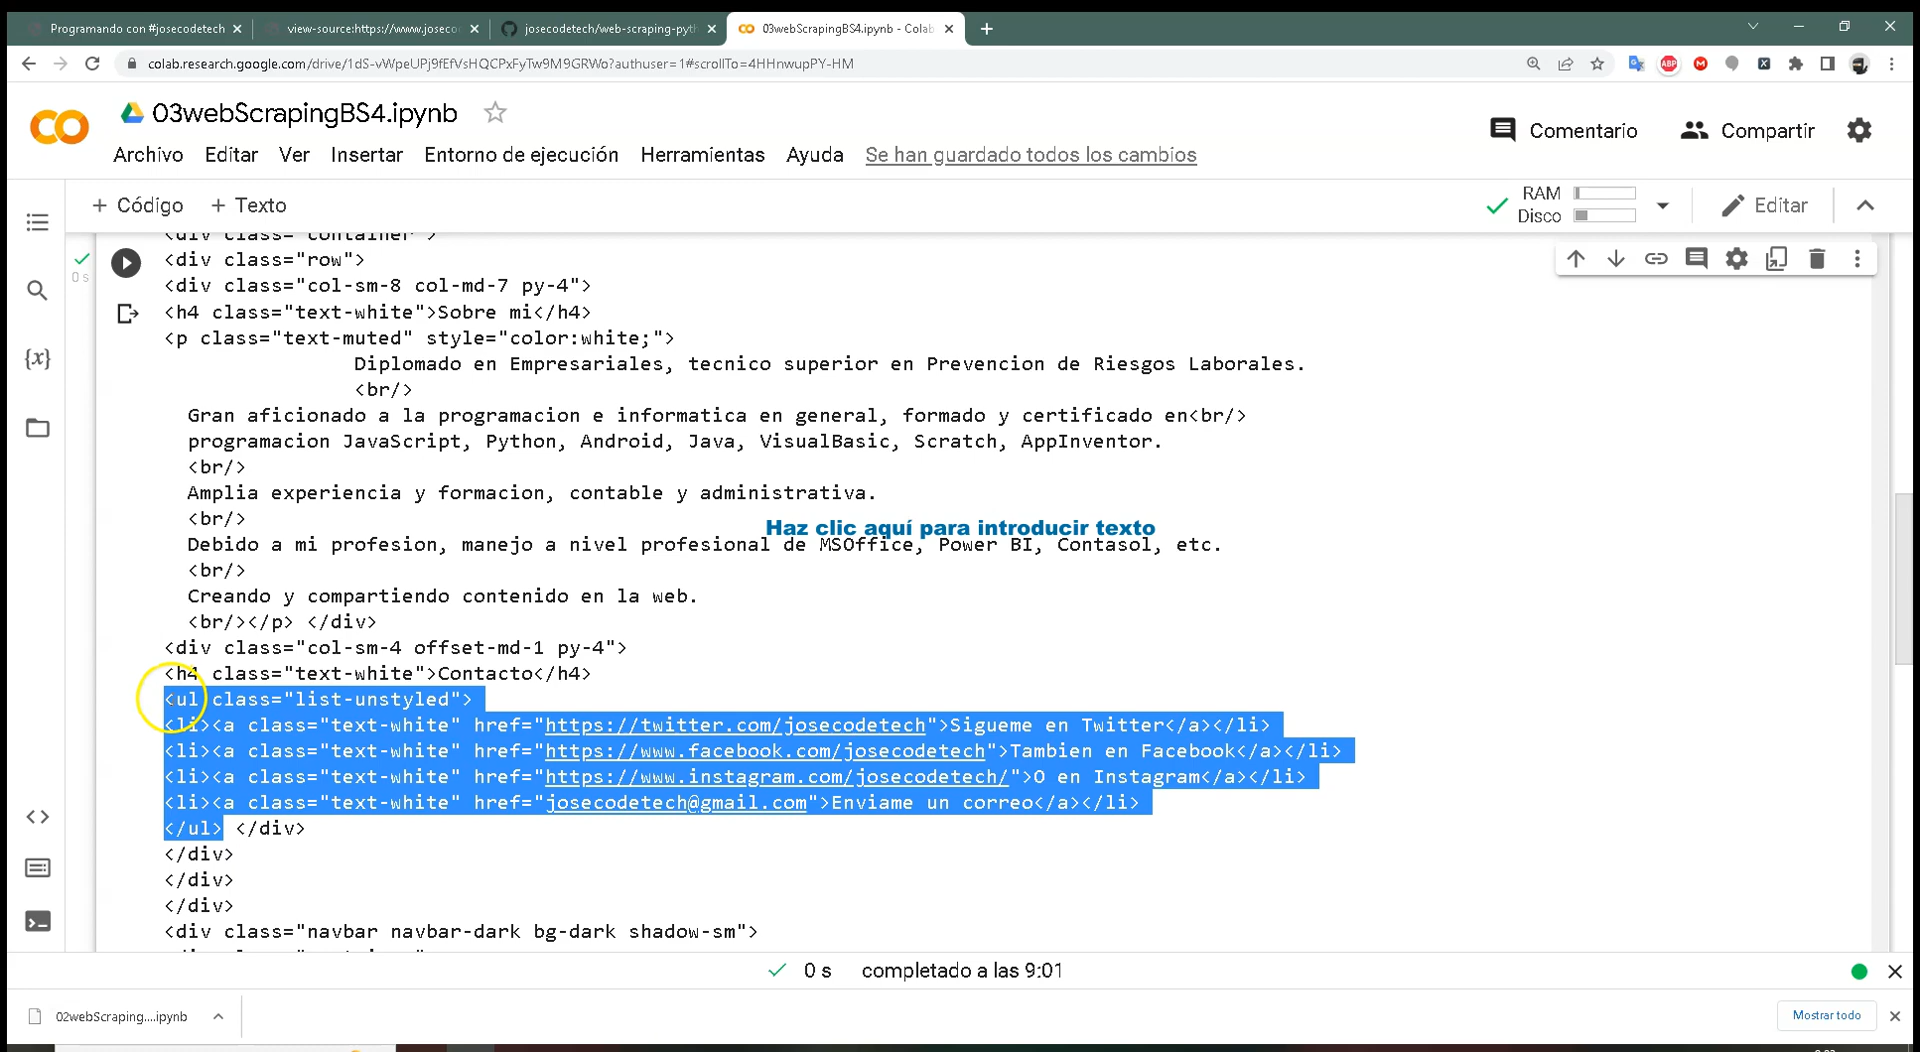 Programando con #josecodetech
view-source:https://www.joseco
josecodetech/web-scraping-pyth
03webScrapingBS4.ipynb - Colab
colab.research.google.com/drive/1dS-vWpeUPj9fEfVsHQCPxFyTw9M9GRWo?authuser=1#scrollTo=4HHnwupPY-HM
03webScrapingBS4.ipynb
Comentario
Compartir
Archivo Editar Ver Insertar Entorno de ejecución Herramientas Ayuda Se han guardado todos los cambios
+ Código + Texto
RAM
Disco
Editar
<div class="container">
0 s
<div class="row">
<div class="col-sm-8 col-md-7 py-4">
<h4 class="text-white">Sobre mi</h4>
<p class="text-muted" style="color:white;">
Diplomado en Empresariales, tecnico superior en Prevencion de Riesgos Laborales.
<br/>
Gran aficionado a la programacion e informatica en general, formado y certificado en<br/>
programacion JavaScript, Python, Android, Java, VisualBasic, Scratch, AppInventor.
<br/>
Amplia experiencia y formacion, contable y administrativa.
<br/>
Haz clic aquí para introducir texto
Debido a mi profesion, manejo a nivel profesional de MSOffice, Power BI, Contasol, etc.
<br/>
Creando y compartiendo contenido en la web.
<br/></p> </div>
<div class="col-sm-4 offset-md-1 py-4">
<h4 class="text-white">Contacto</h4>
<ul class="list-unstyled">
<li><a class="text-white" href="https://twitter.com/josecodetech">Sigueme en Twitter</a></li>
<li><a class="text-white" href="https://www.facebook.com/josecodetech">Tambien en Facebook</a></li>
<li><a class="text-white" href="https://www.instagram.com/josecodetech/">O en Instagram</a></li>
<li><a class="text-white" href="josecodetech@gmail.com">Enviame un correo</a></li>
</ul> </div>
</div>
</div>
</div>
<div class="navbar navbar-dark bg-dark shadow-sm">
0 s completado a las 9:01
02webScraping....ipynb
Mostrar todo